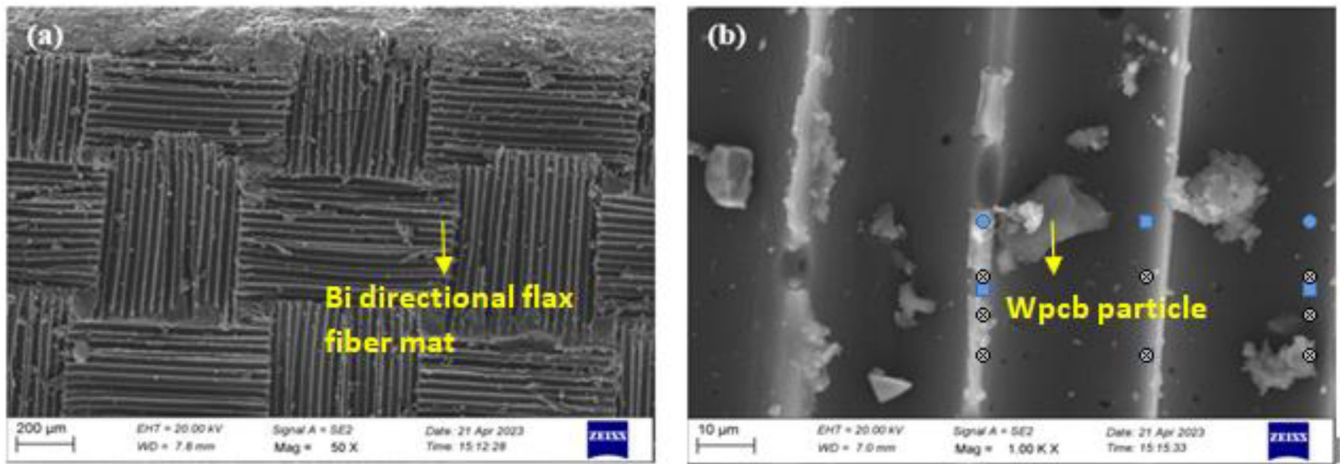 (a)
Bi directional flax
fiber mat
200 µm
EHT = 20.00 kV
Signal A = SE2
Date: 21 Apr 2023
WD = 7.8 mm
Mag = 50 X
Time: 15:12:28
ZEISS
(b)
Wpcb particle
10 µm
EHT = 20.00 kV
Signal A = SE2
Date: 21 Apr 2023
WD = 7.0 mm
Mag = 1.00 K X
Time: 15:15:33
ZEISS